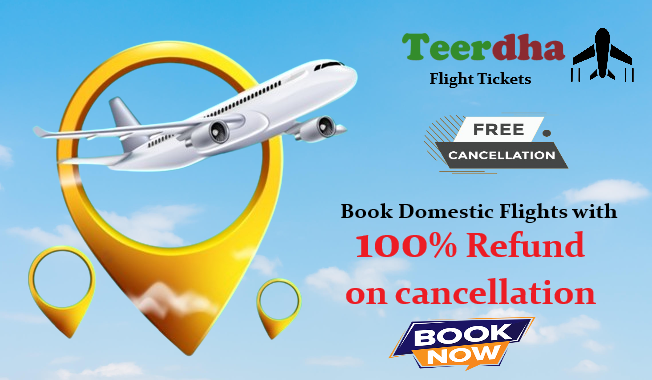 Teerdha
Flight Tickets
FREE
CANCELLATION
Book Domestic Flights with
100% Refund
on cancellation
BOOK
NOW